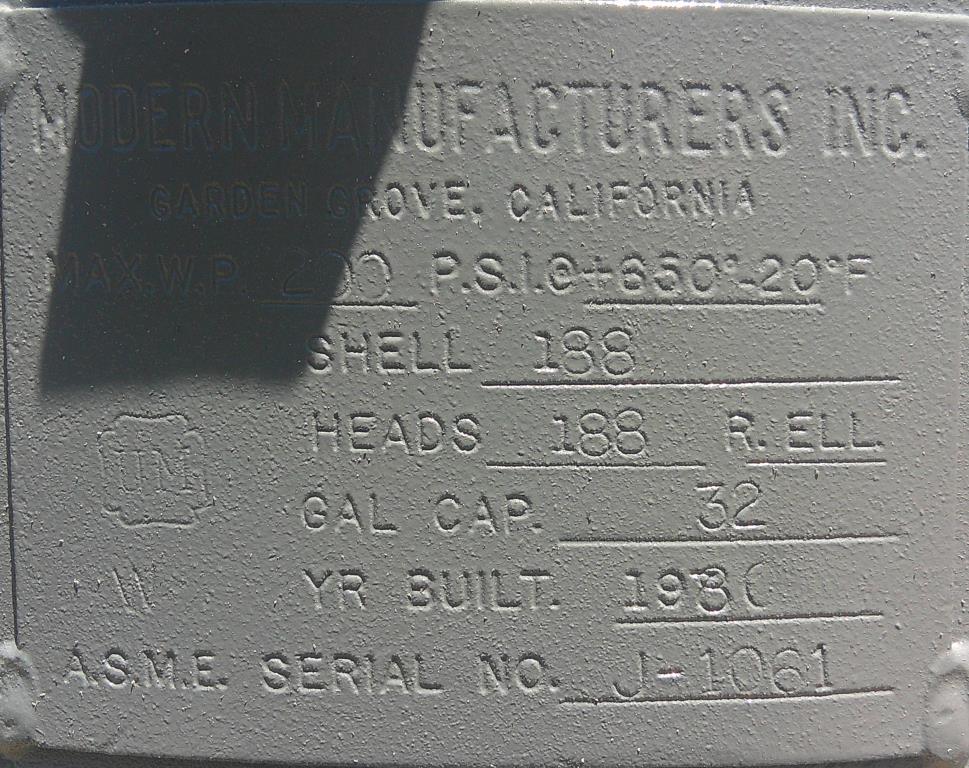 MODERN MANUFACTURERS INC.
GARDEN GROVE, CALIFORNIA
MAX.W.P. 200 P.S.I.G+650°-20°F
SHELL 188
HEADS 188 R. ELL.
UM
GAL CAP. 32
W YR BUILT.
A.S.M.E. SERIAL NO. J-1061